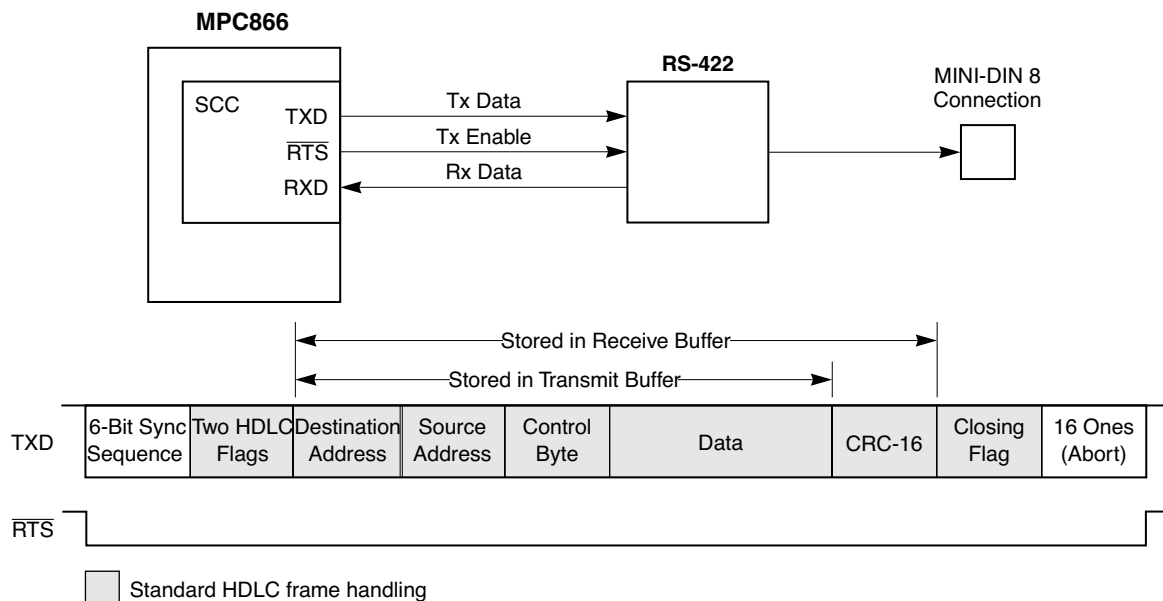 MPC866
RS-422
MINI-DIN 8
Connection
SCC
TXD
Tx Data
RTS
Tx Enable
RXD
Rx Data
Stored in Receive Buffer
Stored in Transmit Buffer
TXD
6-Bit Sync
Sequence
Two HDLC
Flags
Destination
Address
Source
Address
Control
Byte
Data
CRC-16
Closing
Flag
16 Ones
(Abort)
RTS
Standard HDLC frame handling